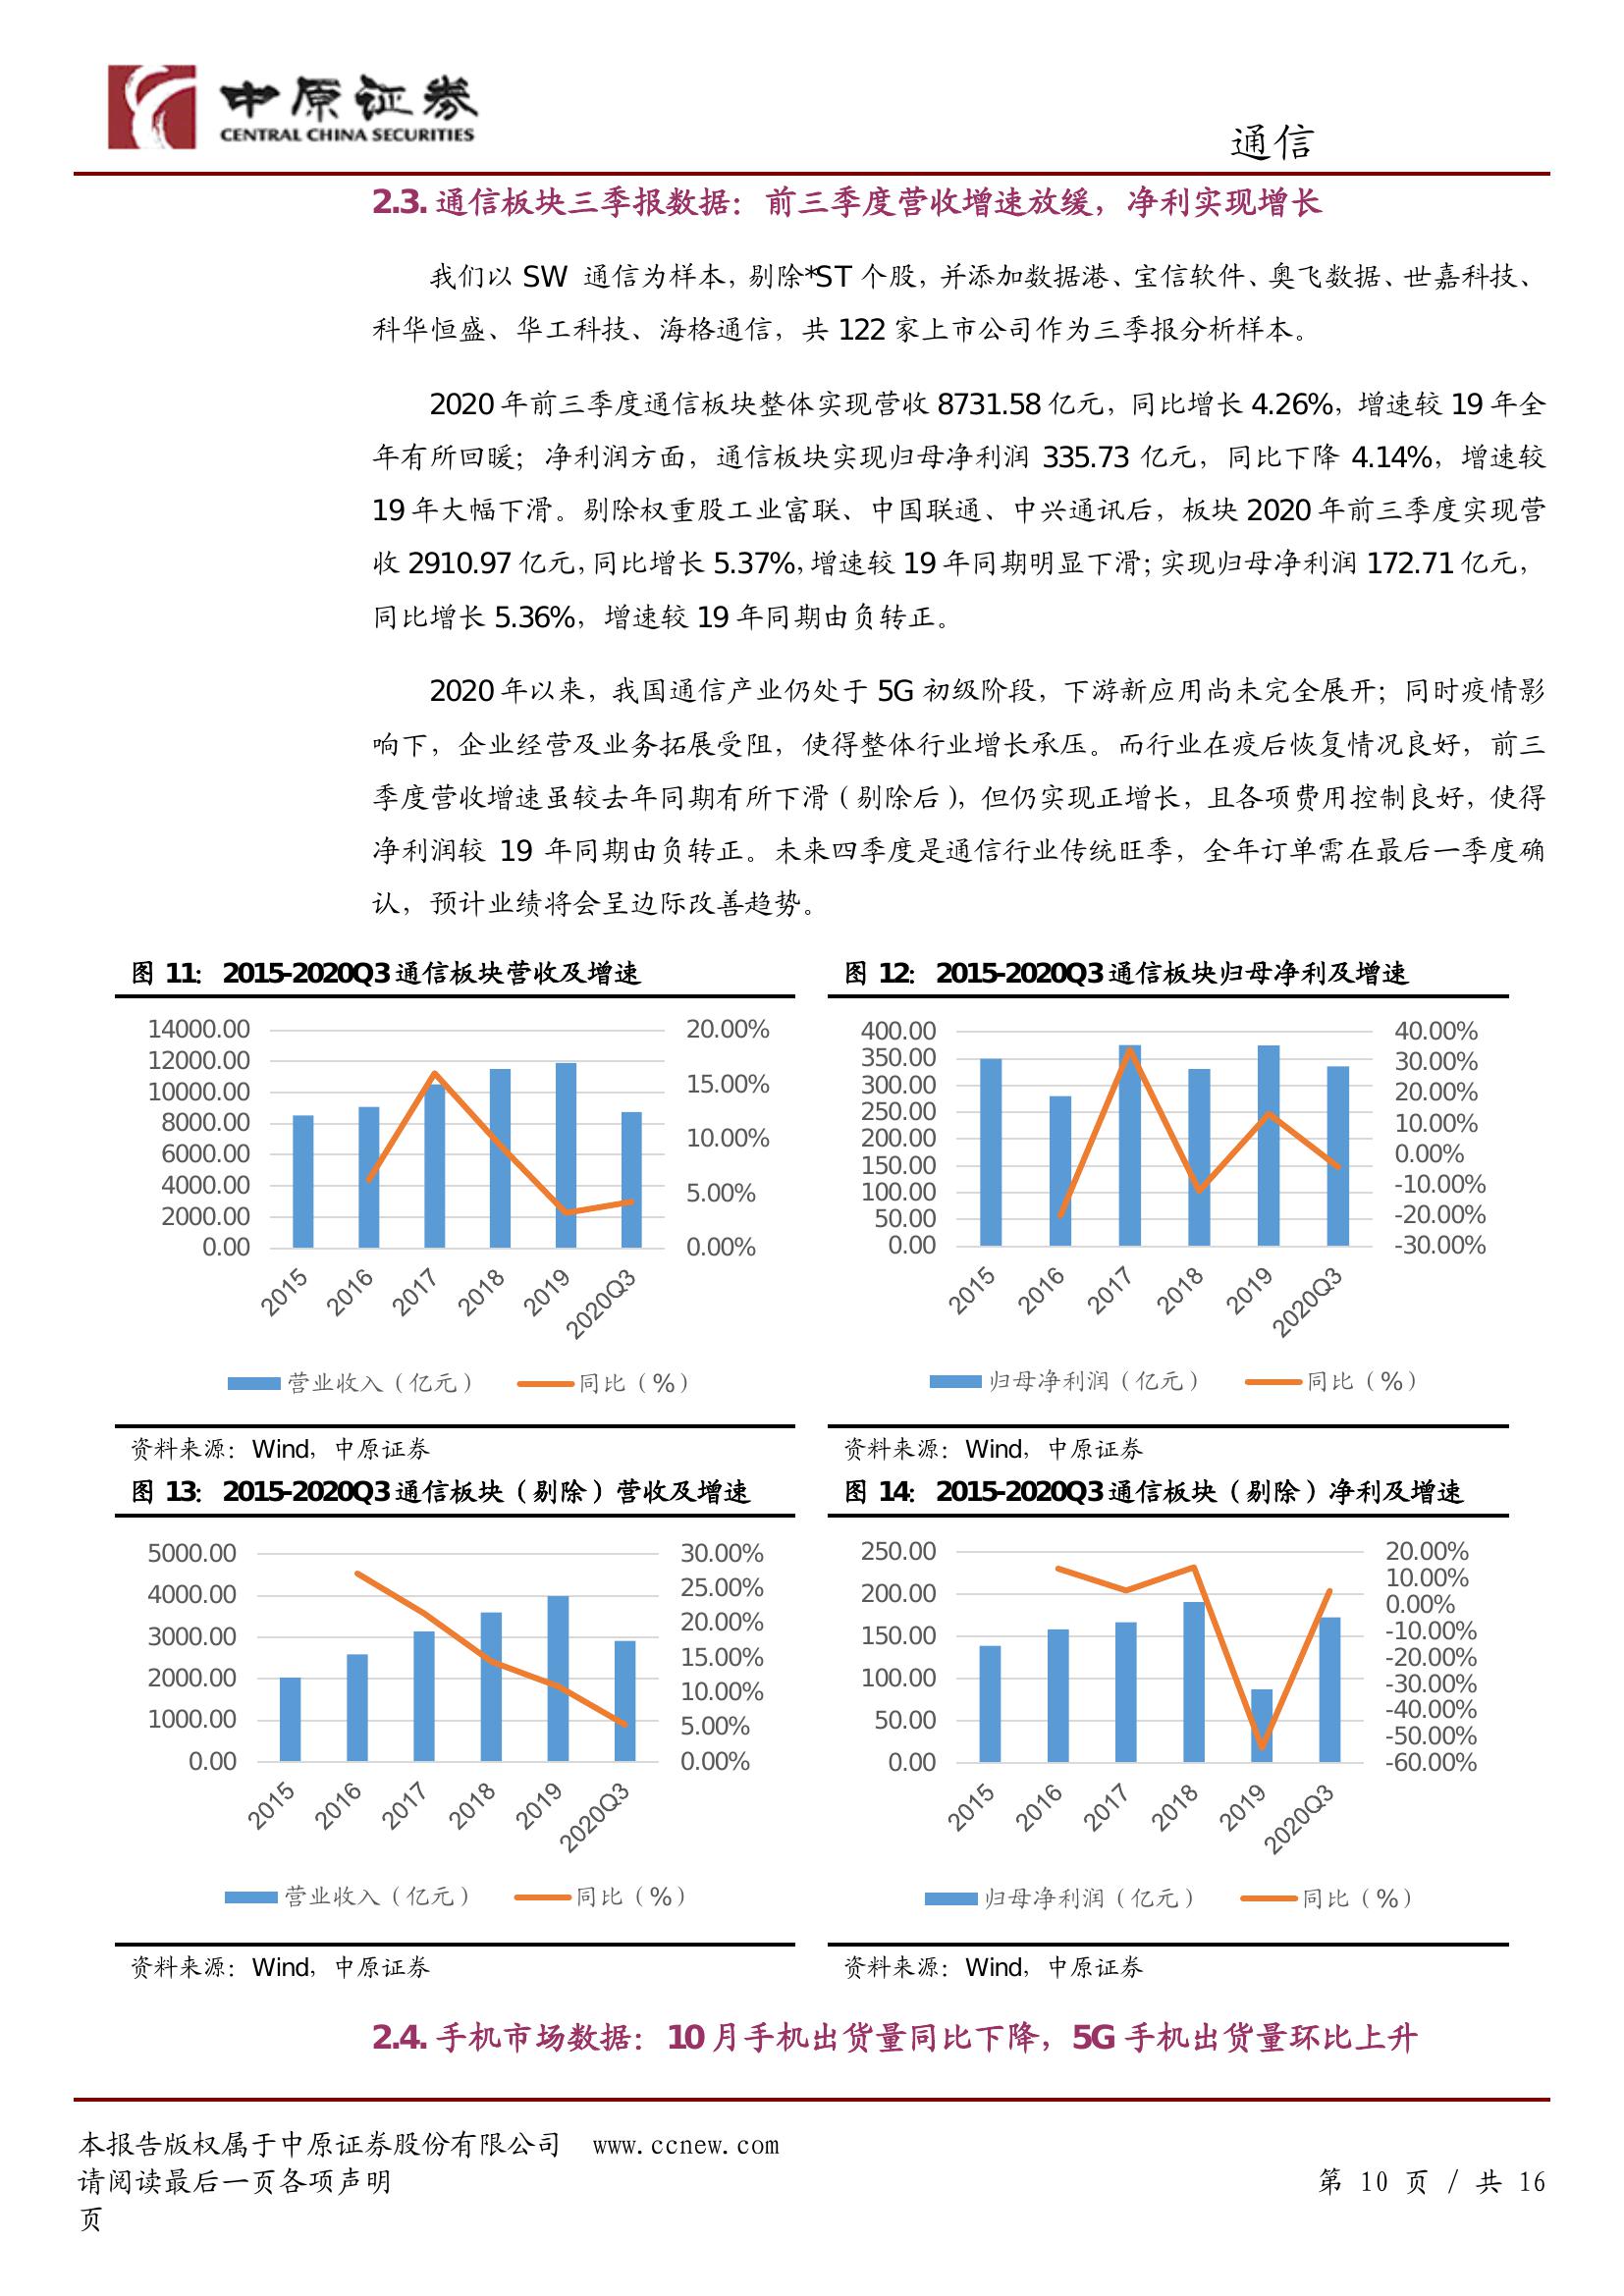 中原证券
CENTRAL CHINA SECURITIES
通信
2.3. 通信板块三季报数据：前三季度营收增速放缓，净利实现增长
我们以 SW 通信为样本，剔除*ST 个股，并添加数据港、宝信软件、奥飞数据、世嘉科技、
科华恒盛、华工科技、海格通信，共 122 家上市公司作为三季报分析样本。
2020 年前三季度通信板块整体实现营收 8731.58 亿元，同比增长 4.26%，增速较 19 年全
年有所回暖；净利润方面，通信板块实现归母净利润 335.73 亿元，同比下降 4.14%，增速较
19 年大幅下滑。剔除权重股工业富联、中国联通、中兴通讯后，板块 2020 年前三季度实现营
收 2910.97 亿元，同比增长 5.37%，增速较 19 年同期明显下滑；实现归母净利润 172.71 亿元，
同比增长 5.36%，增速较 19 年同期由负转正。
2020 年以来，我国通信产业仍处于 5G 初级阶段，下游新应用尚未完全展开；同时疫情影
响下，企业经营及业务拓展受阻，使得整体行业增长承压。而行业在疫后恢复情况良好，前三
季度营收增速虽较去年同期有所下滑（剔除后），但仍实现正增长，且各项费用控制良好，使得
净利润较 19 年同期由负转正。未来四季度是通信行业传统旺季，全年订单需在最后一季度确
认，预计业绩将会呈边际改善趋势。
图 11： 2015-2020Q3 通信板块营收及增速
14000.00
12000.00
10000.00
8000.00
6000.00
4000.00
2000.00
0.00
20.00%
15.00%
10.00%
5.00%
0.00%
2015
2016
2017
2018
2019
2020Q3
营业收入（亿元）
同比（%）
资料来源：Wind，中原证券
图 12： 2015-2020Q3 通信板块归母净利及增速
400.00
350.00
300.00
250.00
200.00
150.00
100.00
50.00
0.00
40.00%
30.00%
20.00%
10.00%
0.00%
-10.00%
-20.00%
-30.00%
2015
2016
2017
2018
2019
2020Q3
归母净利润（亿元）
同比（%）
资料来源：Wind，中原证券
图 13： 2015-2020Q3 通信板块（剔除）营收及增速
5000.00
4000.00
3000.00
2000.00
1000.00
0.00
30.00%
25.00%
20.00%
15.00%
10.00%
5.00%
0.00%
2015
2016
2017
2018
2019
2020Q3
营业收入（亿元）
同比（%）
资料来源：Wind，中原证券
图 14： 2015-2020Q3 通信板块（剔除）净利及增速
250.00
200.00
150.00
100.00
50.00
0.00
20.00%
10.00%
0.00%
-10.00%
-20.00%
-30.00%
-40.00%
-50.00%
-60.00%
2015
2016
2017
2018
2019
2020Q3
归母净利润（亿元）
同比（%）
资料来源：Wind，中原证券
2.4. 手机市场数据：10 月手机出货量同比下降，5G 手机出货量环比上升
本报告版权属于中原证券股份有限公司 www.ccnew.com
请阅读最后一页各项声明
第 10 页 / 共 16
页